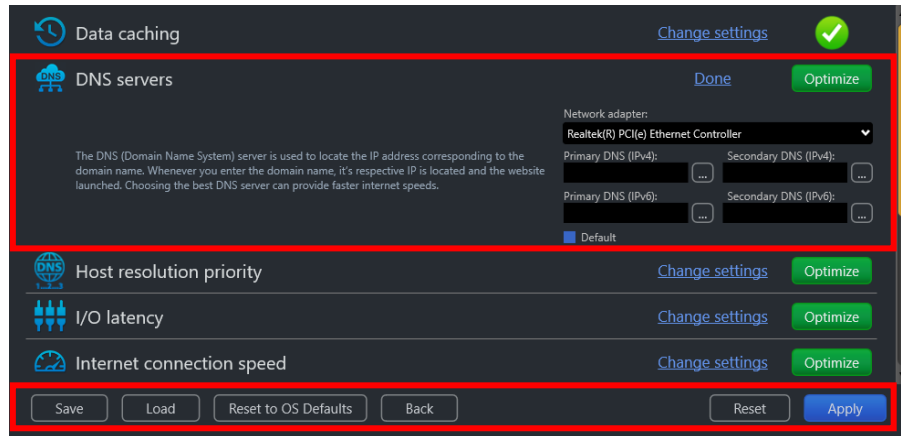 Data caching
Change settings
DNS
DNS servers
Done
Optimize
Network adapter:
Realtek(R) PCI(e) Ethernet Controller
The DNS (Domain Name System) server is used to locate the IP address corresponding to the
domain name. Whenever you enter the domain name, it's respective IP is located and the website
launched. Choosing the best DNS server can provide faster internet speeds.
Primary DNS (IPv4):
Secondary DNS (IPv4):
...
...
Primary DNS (IPv6):
Secondary DNS (IPv6):
...
...
Default
DNS
1..2..3
Host resolution priority
Change settings
Optimize
I/O latency
Change settings
Optimize
Internet connection speed
Change settings
Optimize
Save
Load
Reset to OS Defaults
Back
Reset
Apply